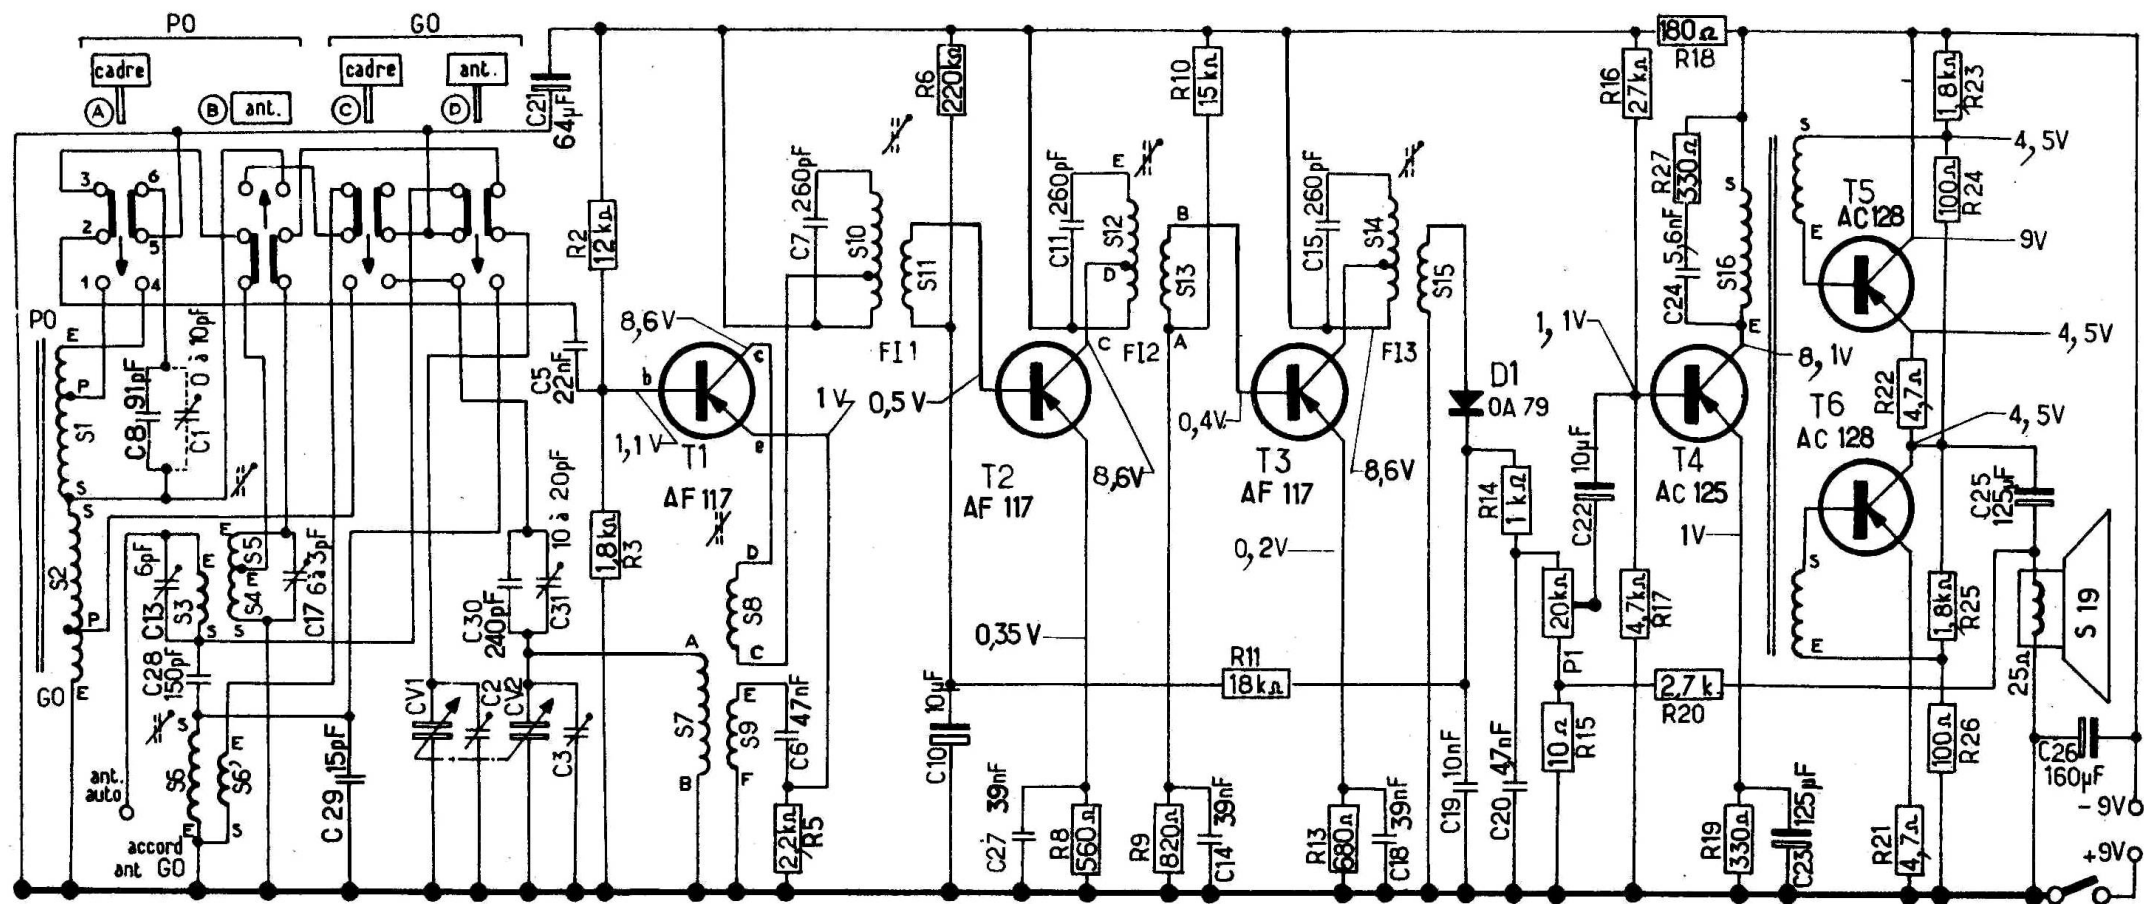 PO
GO
cadre
cadre
ant.
A
B
ant.
C
D
C21
64µF
R2
12kΩ
R6
220kΩ
R10
15kΩ
R16
27kΩ
180Ω
R18
1,8kΩ
R23
3
6
2
5
1
4
C7
260pF
S10
S11
FI1
C11
260pF
E
S12
D
C
FI2
B
S13
A
C15
260pF
S14
FI3
S15
R27
330Ω
C24
5,6nF
S
S16
E
S
E
4,5V
100Ω
R24
T5
AC128
9V
4,5V
R22
4,7Ω
T6
AC 128
4,5V
PO
E
P
S1
S
C8
91pF
C1
0 à 10pF
C5
22nF
8,6V
c
b
e
1,1V
T1
AF 117
1V
0,5V
T2
AF 117
8,6V
0,4V
T3
AF 117
8,6V
D1
OA 79
1,1V
8,1V
T4
AC 125
1V
R14
1kΩ
C22
10µF
C25
125µF
S
S2
P
E
GO
6pF
C13
E
S3
S
E
S5
E
S4
S
C17
6à3pF
C28
150pF
S
S6
E
E
S6'
S
ant.
auto
accord
ant GO
C29
15pF
CV1
C2
CV2
C3
C30
240pF
C31
10 à 20pF
1,8kΩ
R3
D
S8
C
A
S7
B
E
S9
F
C6
47nF
2,2kΩ
R5
0,35V
0,2V
R11
18kΩ
C10
10µF
C27
39nF
R8
560Ω
R9
820Ω
C14
39nF
R13
680Ω
C18
39nF
C19
10nF
C20
47nF
20kΩ
P1
10Ω
R15
4,7kΩ
R17
2,7k
R20
R19
330Ω
C23
125µF
S
E
1,8kΩ
R25
100Ω
R26
R21
4,7Ω
25Ω
S 19
C26
160µF
- 9V
+9V